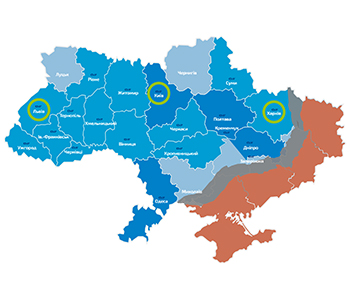 Чернігів
Луцьк
Рівне
Суми
Житомир
Київ
Львів
Харків
Тернопіль
Хмельницький
Полтава
Кременчук
Черкаси
Ів.-Франківськ
Вінниця
Дніпро
Ужгород
Чернівці
Запоріжжя
Миколаїв
Одеса